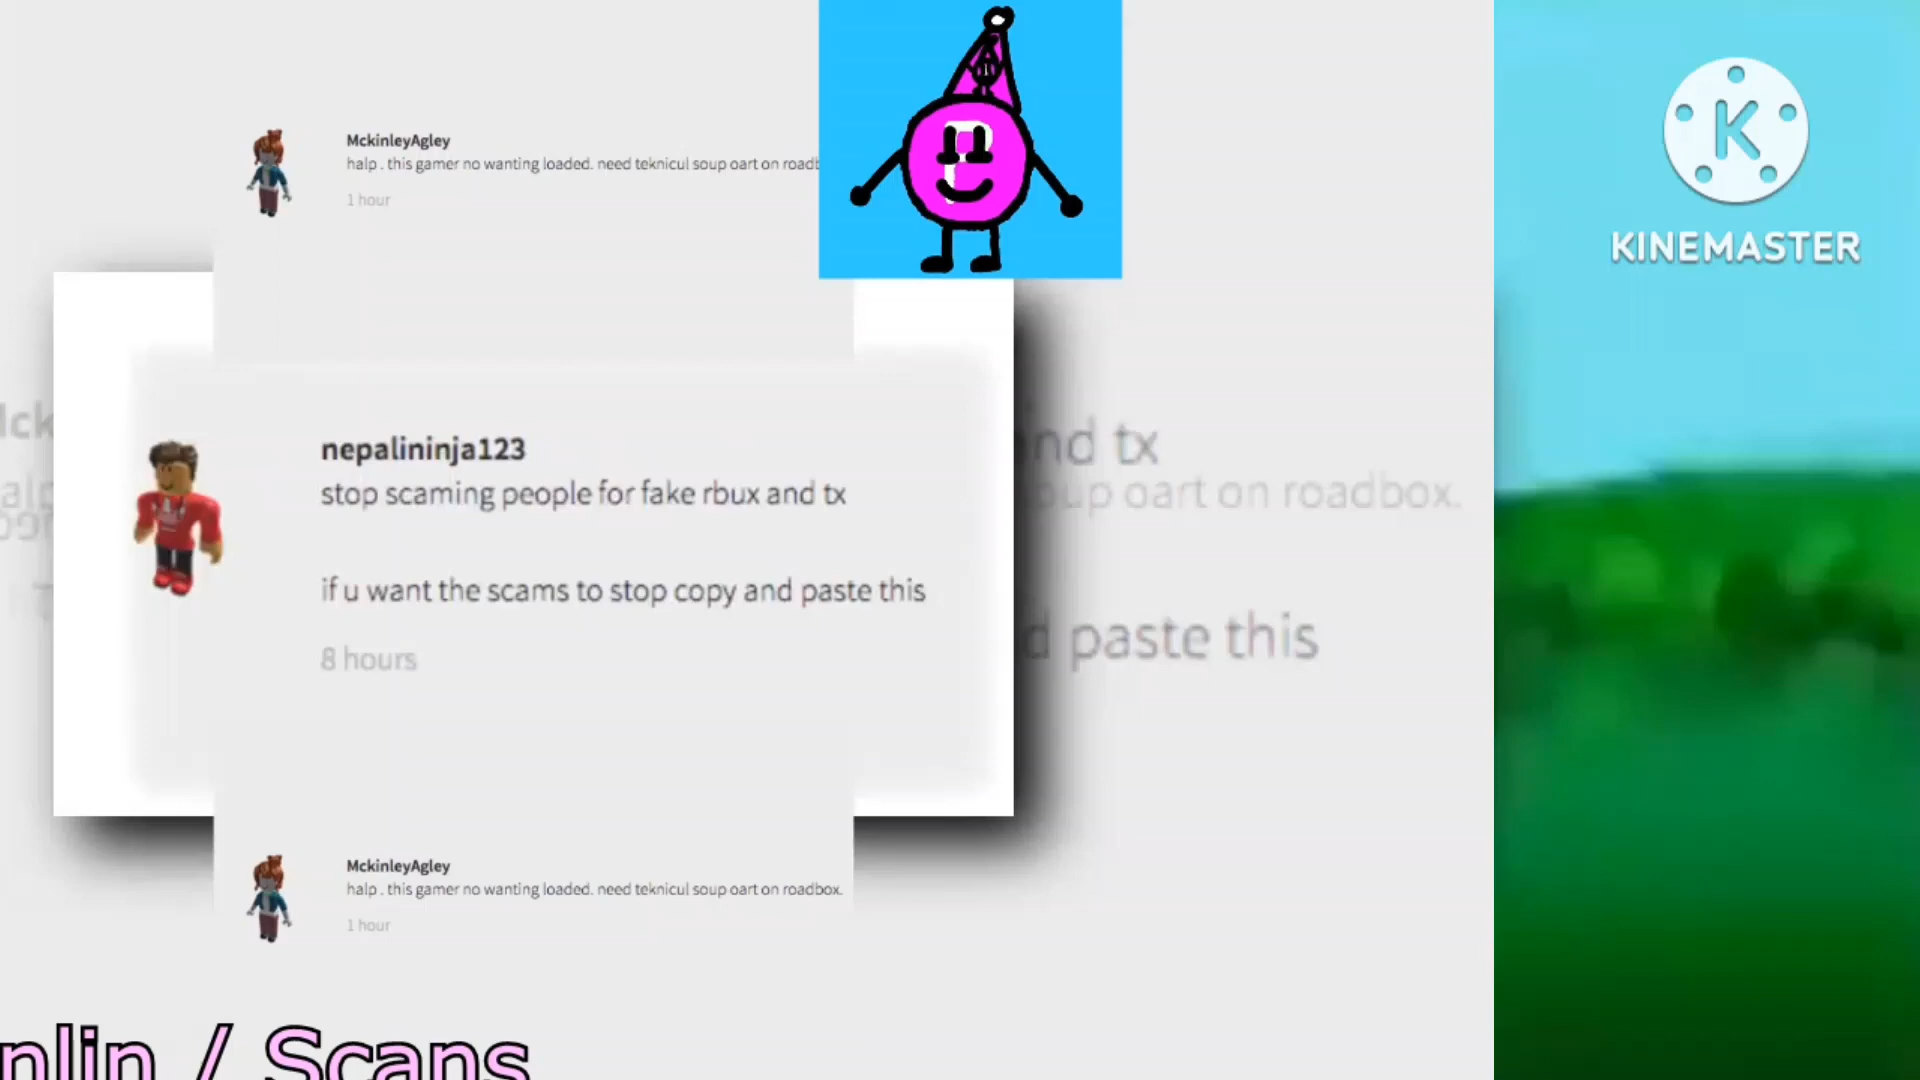 MckinleyAgley
halp . this gamer no wanting loaded. need teknicul soup oart on roadb
1 hour
KINEMASTER
nepalininja123
stop scaming people for fake rbux and tx
if u want the scams to stop copy and paste this
8 hours
nd tx
oup oart on roadbox.
d paste this
MckinleyAgley
halp . this gamer no wanting loaded. need teknicul soup oart on roadbox.
1 hour
nlin / Scans